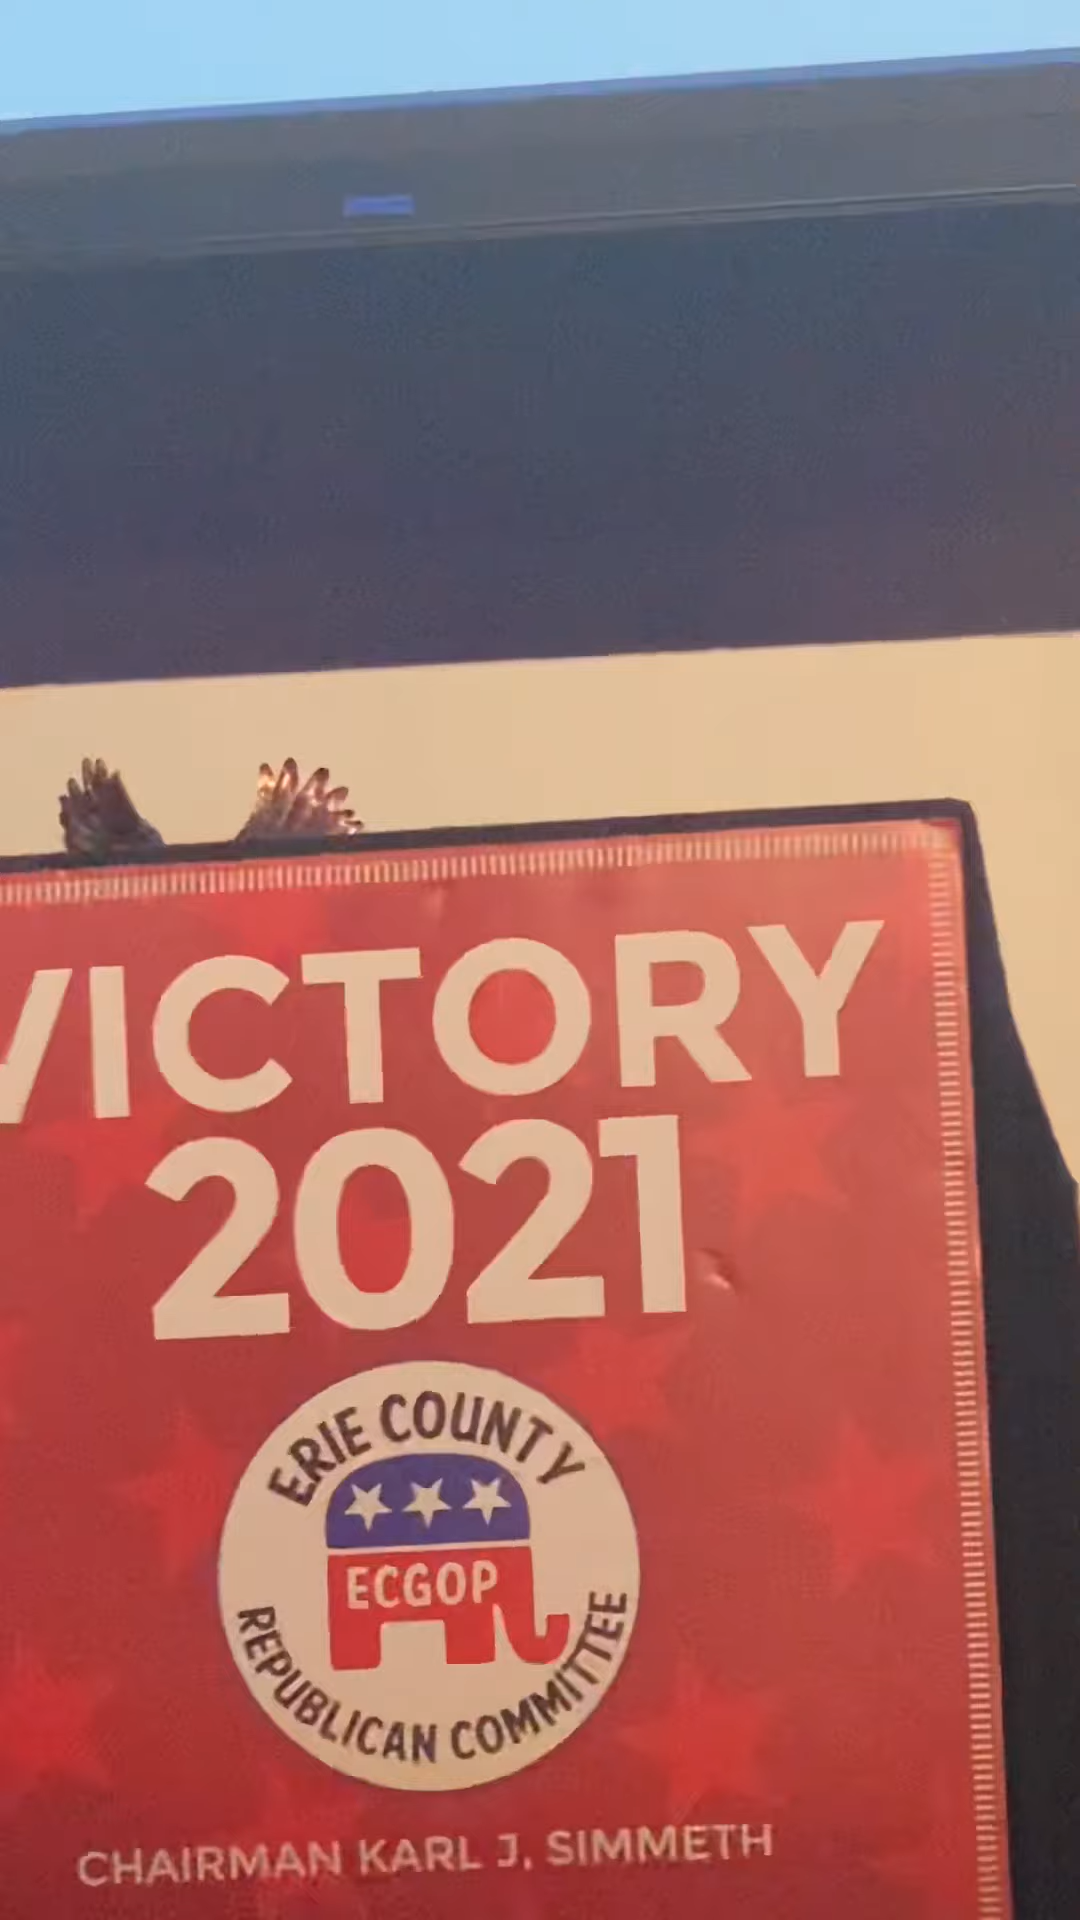 VICTORY
2021
ERIE COUNTY
ECGOP
REPUBLICAN COMMITTEE
CHAIRMAN KARL J. SIMMETH